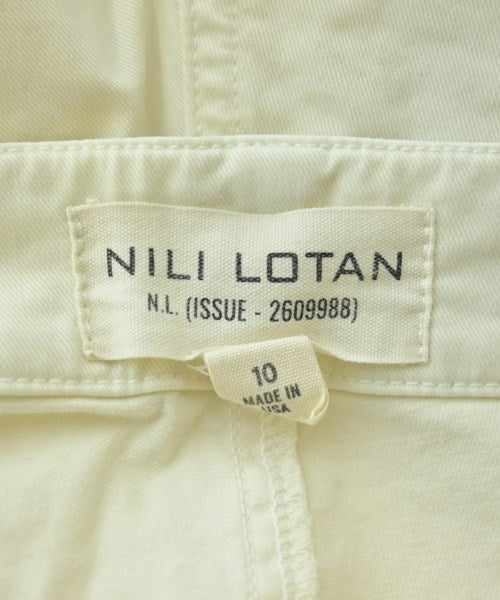 NILI LOTAN
N.L. (ISSUE - 2609988)
10
MADE IN
USA